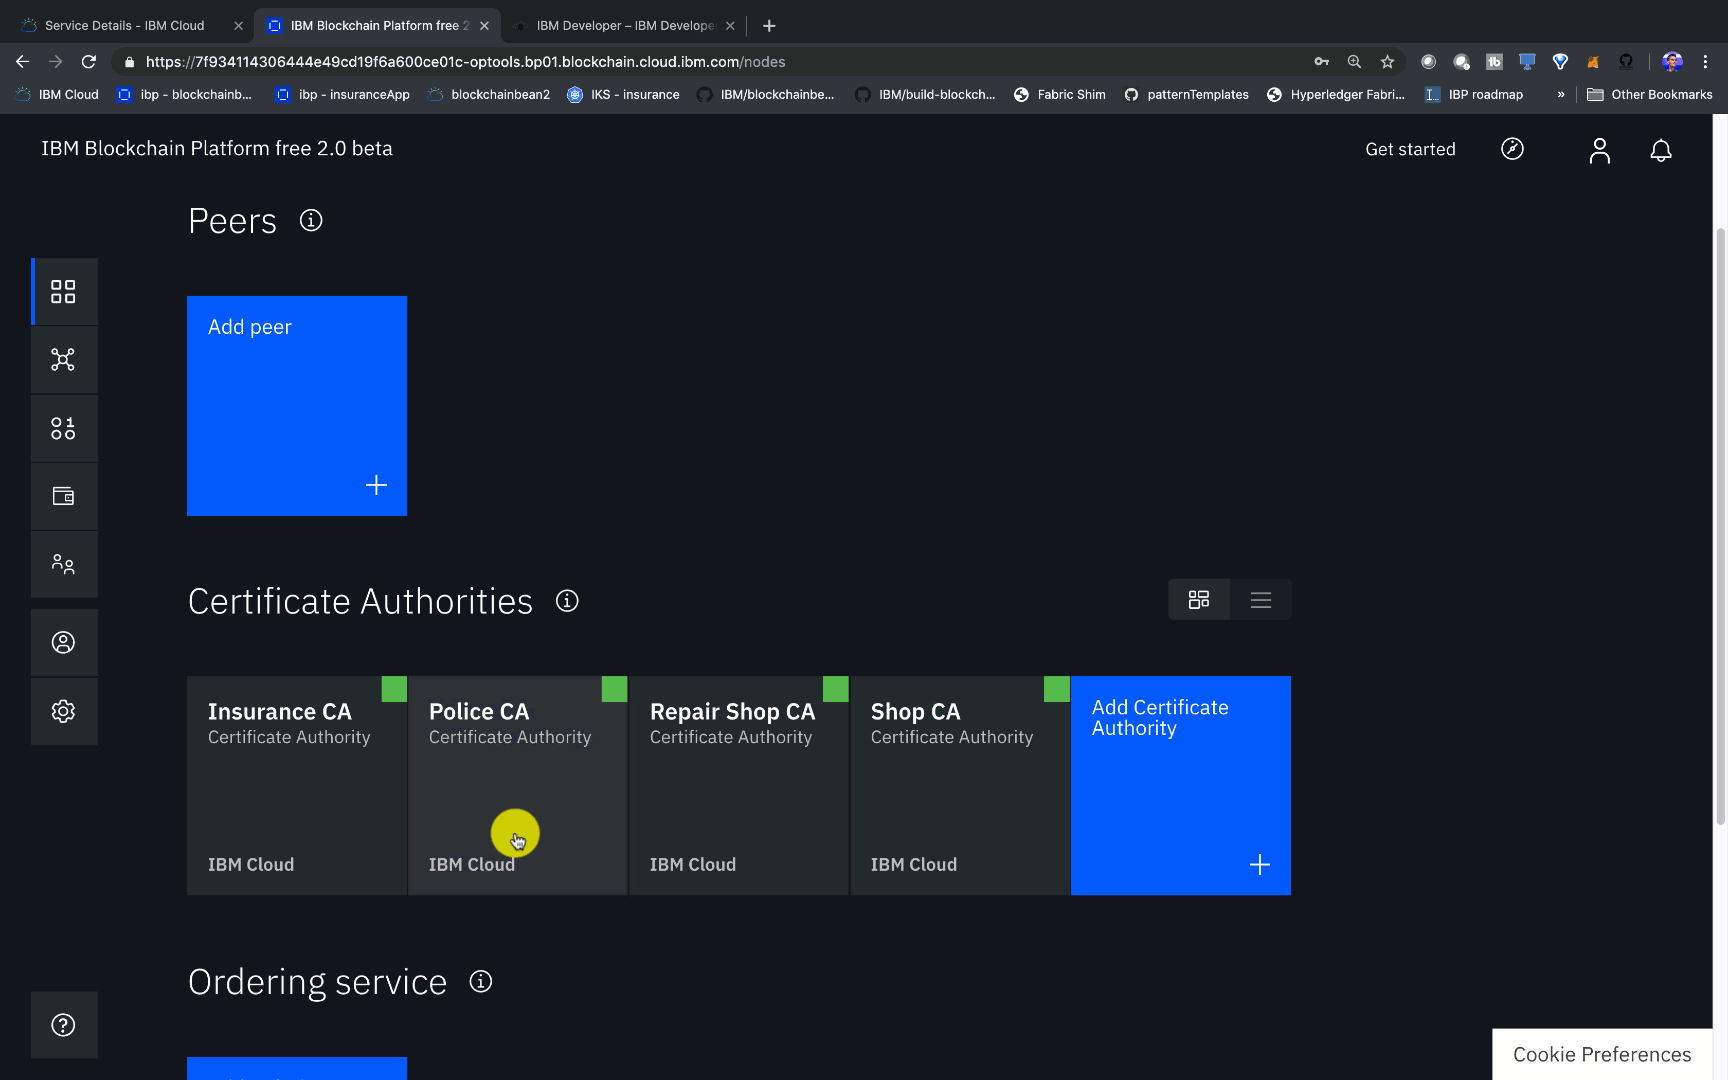 Service Details - IBM Cloud
IBM Blockchain Platform free 2
IBM Developer – IBM Develope
https://7f934114306444e49cd19f6a600ce01c-optools.bp01.blockchain.cloud.ibm.com/nodes
IBM Cloud
ibp - blockchainb...
ibp - insuranceApp
blockchainbean2
IKS - insurance
IBM/blockchainbe...
IBM/build-blockch...
Fabric Shim
patternTemplates
Hyperledger Fabri...
IBP roadmap
»
Other Bookmarks
IBM Blockchain Platform free 2.0 beta
Get started
Peers
Add peer
Certificate Authorities
Insurance CA
Certificate Authority
IBM Cloud
Police CA
Certificate Authority
IBM Cloud
Repair Shop CA
Certificate Authority
IBM Cloud
Shop CA
Certificate Authority
IBM Cloud
Add Certificate
Authority
Ordering service
Cookie Preferences